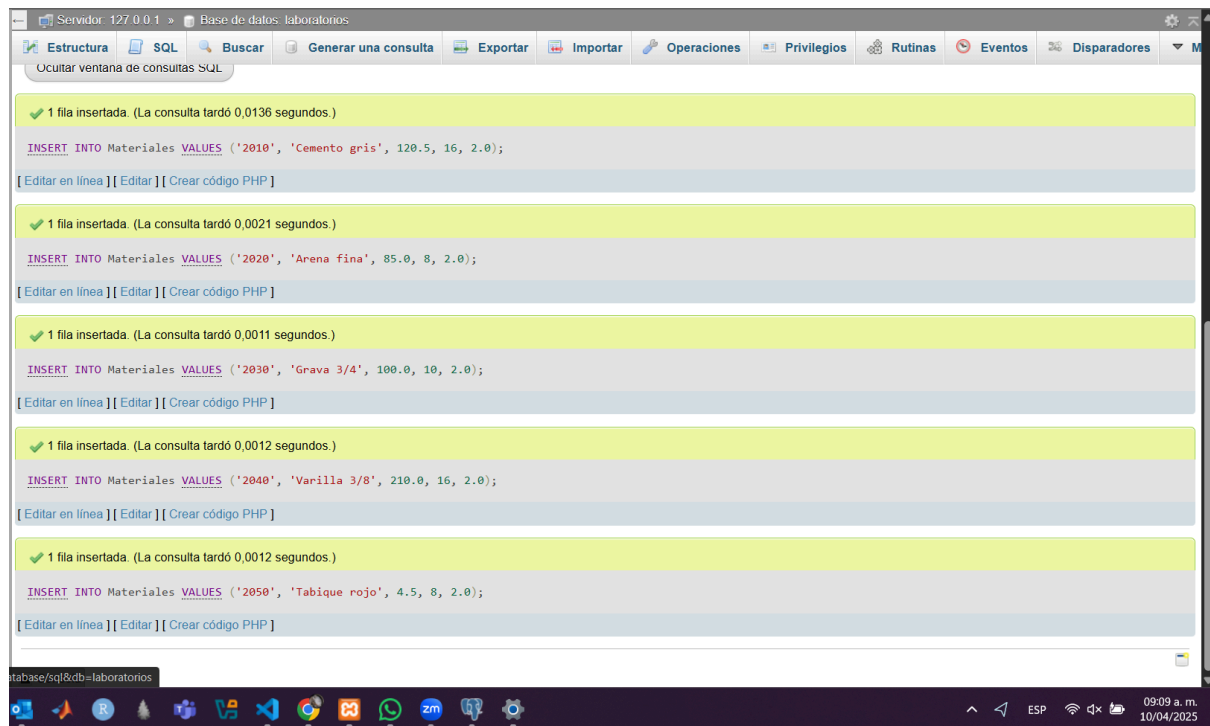 Servidor: 127.0.0.1 » Base de datos: laboratorios
Estructura SQL Buscar Generar una consulta Exportar Importar Operaciones Privilegios Rutinas Eventos Disparadores M
Ocultar ventana de consultas SQL
1 fila insertada. (La consulta tardó 0,0136 segundos.)
INSERT INTO Materiales VALUES ('2010', 'Cemento gris', 120.5, 16, 2.0);
[ Editar en línea ] [ Editar ] [ Crear código PHP ]
1 fila insertada. (La consulta tardó 0,0021 segundos.)
INSERT INTO Materiales VALUES ('2020', 'Arena fina', 85.0, 8, 2.0);
[ Editar en línea ] [ Editar ] [ Crear código PHP ]
1 fila insertada. (La consulta tardó 0,0011 segundos.)
INSERT INTO Materiales VALUES ('2030', 'Grava 3/4', 100.0, 10, 2.0);
[ Editar en línea ] [ Editar ] [ Crear código PHP ]
1 fila insertada. (La consulta tardó 0,0012 segundos.)
INSERT INTO Materiales VALUES ('2040', 'Varilla 3/8', 210.0, 16, 2.0);
[ Editar en línea ] [ Editar ] [ Crear código PHP ]
1 fila insertada. (La consulta tardó 0,0012 segundos.)
INSERT INTO Materiales VALUES ('2050', 'Tabique rojo', 4.5, 8, 2.0);
[ Editar en línea ] [ Editar ] [ Crear código PHP ]
atabase/sql&db=laboratorios
R zm ESP 09:09 a. m.
10/04/2025